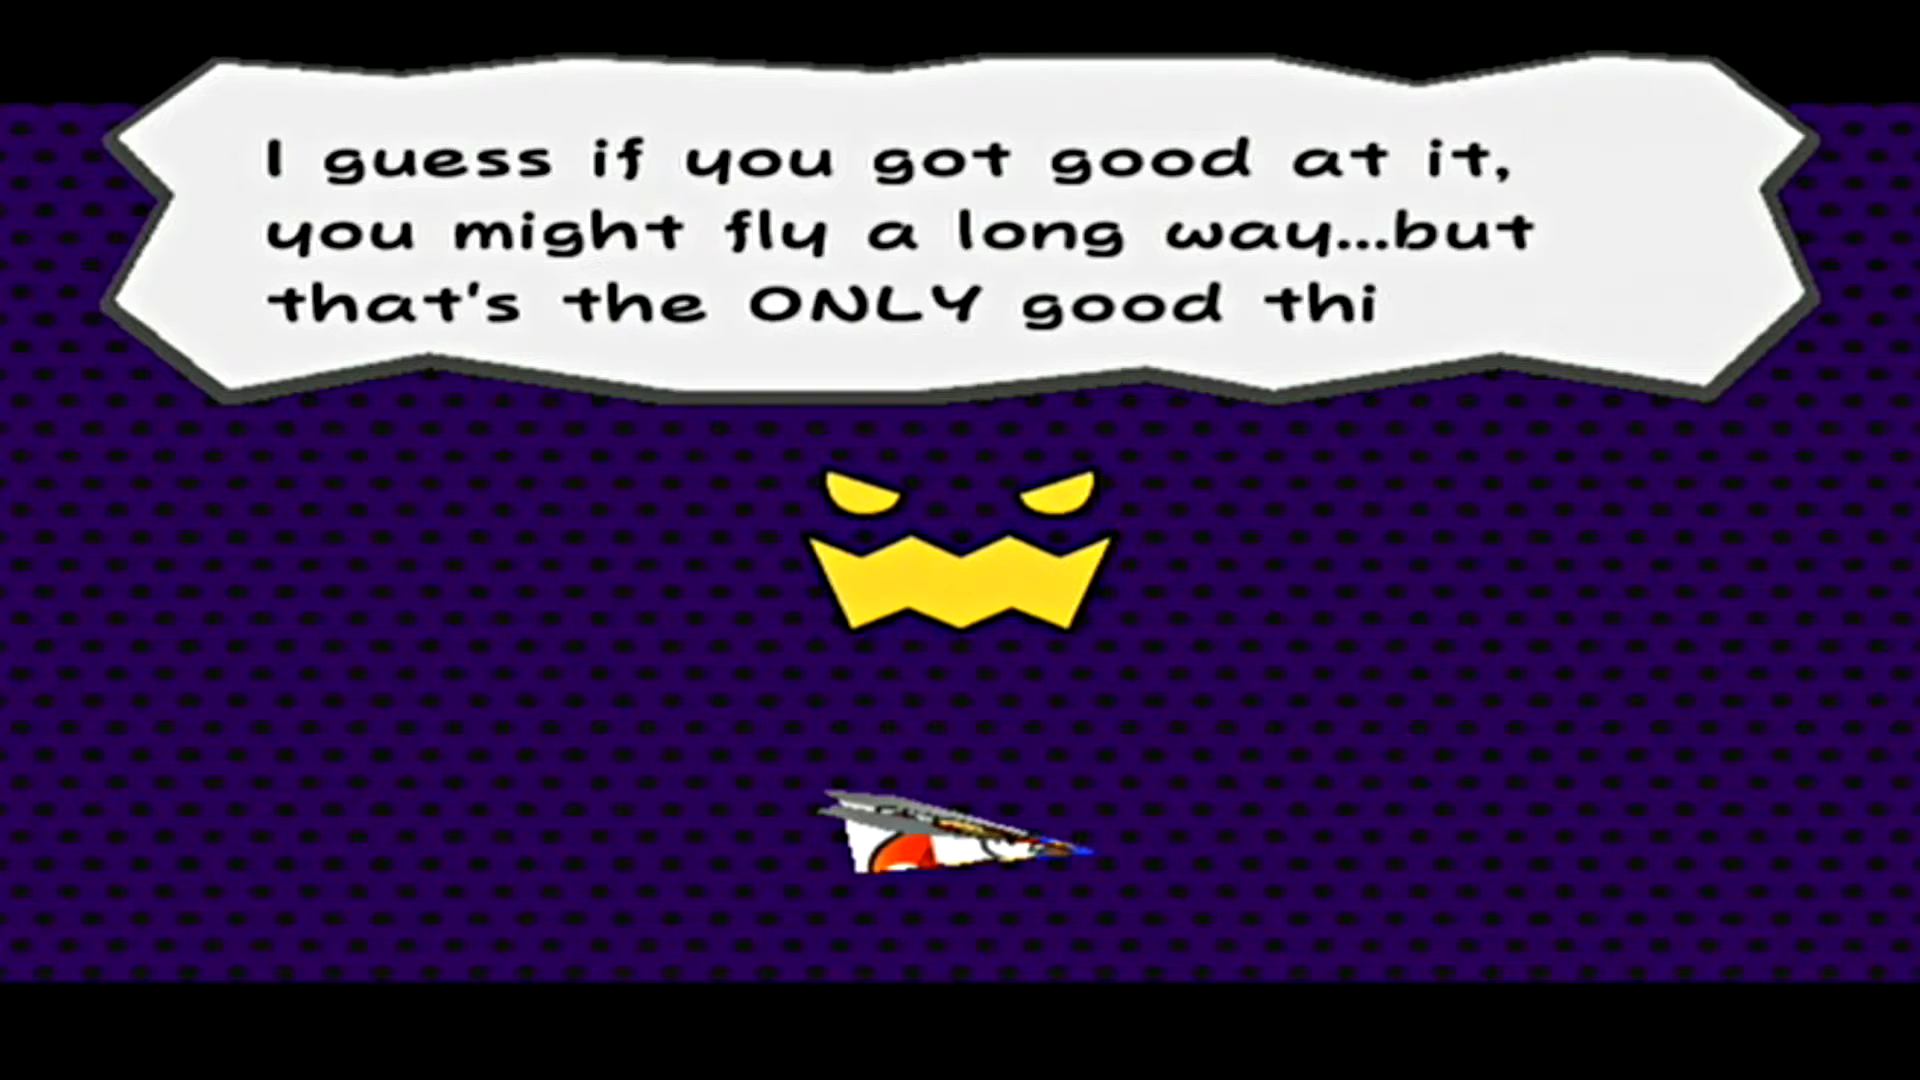 I guess if you got good at it,
you might fly a long way...but
that's the ONLY good thi